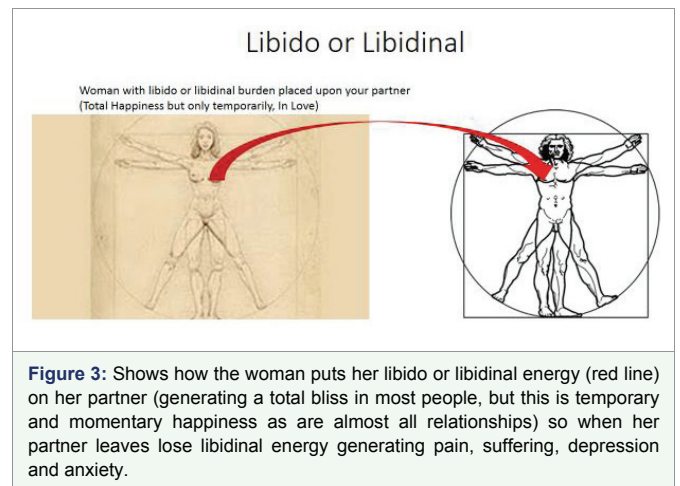 Libido or Libidinal
Woman with libido or libidinal burden placed upon your partner
(Total Happiness but only temporarily, In Love)
Figure 3: Shows how the woman puts her libido or libidinal energy (red line)
on her partner (generating a total bliss in most people, but this is temporary
and momentary happiness as are almost all relationships) so when her
partner leaves lose libidinal energy generating pain, suffering, depression
and anxiety.